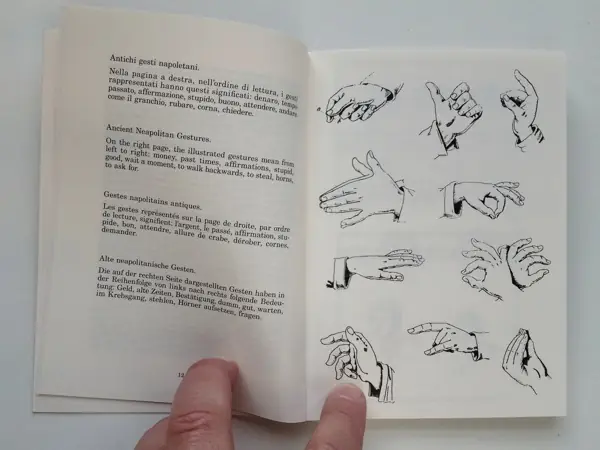 Antichi gesti napoletani.
Nella pagina a destra, nell'ordine di lettura, i gesti
rappresentati hanno questi significati: denaro, tempo
passato, affermazione, stupido, buono, attendere, andare
come il granchio, rubare, corna, chiedere.
Ancient Neapolitan Gestures.
On the right page, the illustrated gestures mean from
left to right: money, past times, affirmations, stupid,
good, wait a moment, to walk backwards, to steal, horns,
to ask for.
Gestes napolitains antiques.
Les gestes représentés sur la page de droite, par ordre
de lecture, signifient: l'argent, le passé, affirmation, stu-
pide, bon, attendre, allure de crabe, dérober, cornes,
demander.
Alte neapolitanische Gesten.
Die auf der rechten Seite dargestellten Gesten haben in
der Reihenfolge von links nach rechts folgende Bedeu-
tung: Geld, alte Zeiten, Bestätigung, dumm, gut, warten,
im Krebsgang, stehlen, Hörner aufsetzen, fragen.
12